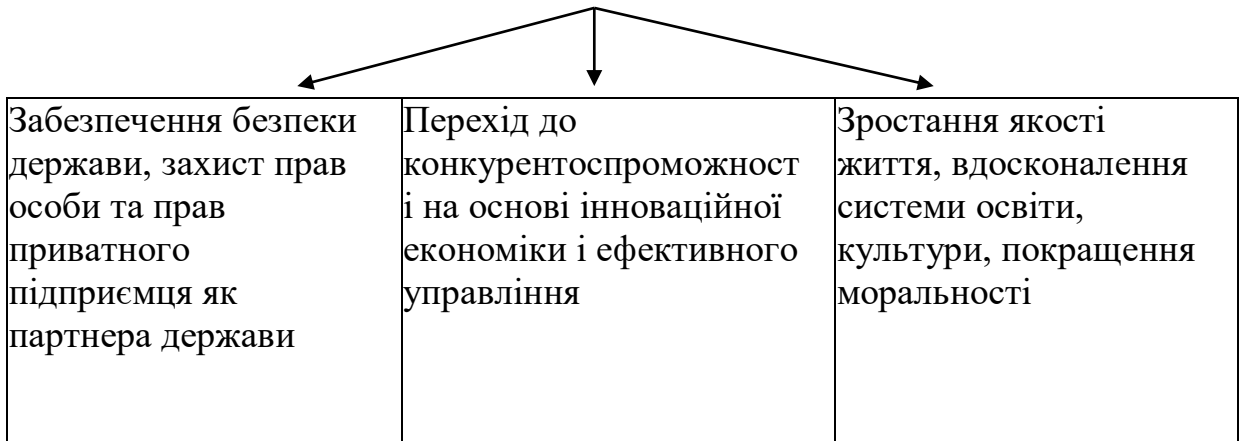 Забезпечення безпеки
держави, захист прав
особи та прав
приватного
підприємця як
партнера держави
Перехід до
конкурентоспроможност
і на основі інноваційної
економіки і ефективного
управління
Зростання якості
життя, вдосконалення
системи освіти,
культури, покращення
моральності